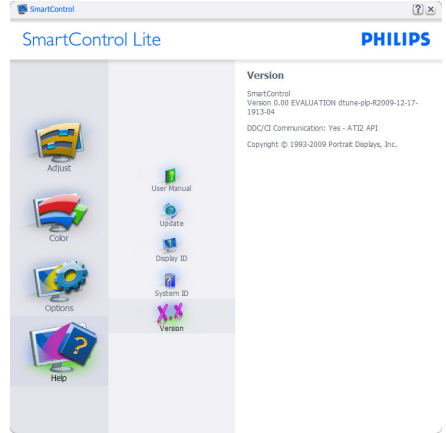 SmartControl
SmartControl Lite
PHILIPS
Adjust
Color
Options
Help
User Manual
Update
Display ID
System ID
X.X
Version
Version
SmartControl
Version 0.00 EVALUATION dtune-plp-R2009-12-17-
1913-04
DDC/CI Communication: Yes - ATI2 API
Copyright © 1993-2009 Portrait Displays, Inc.